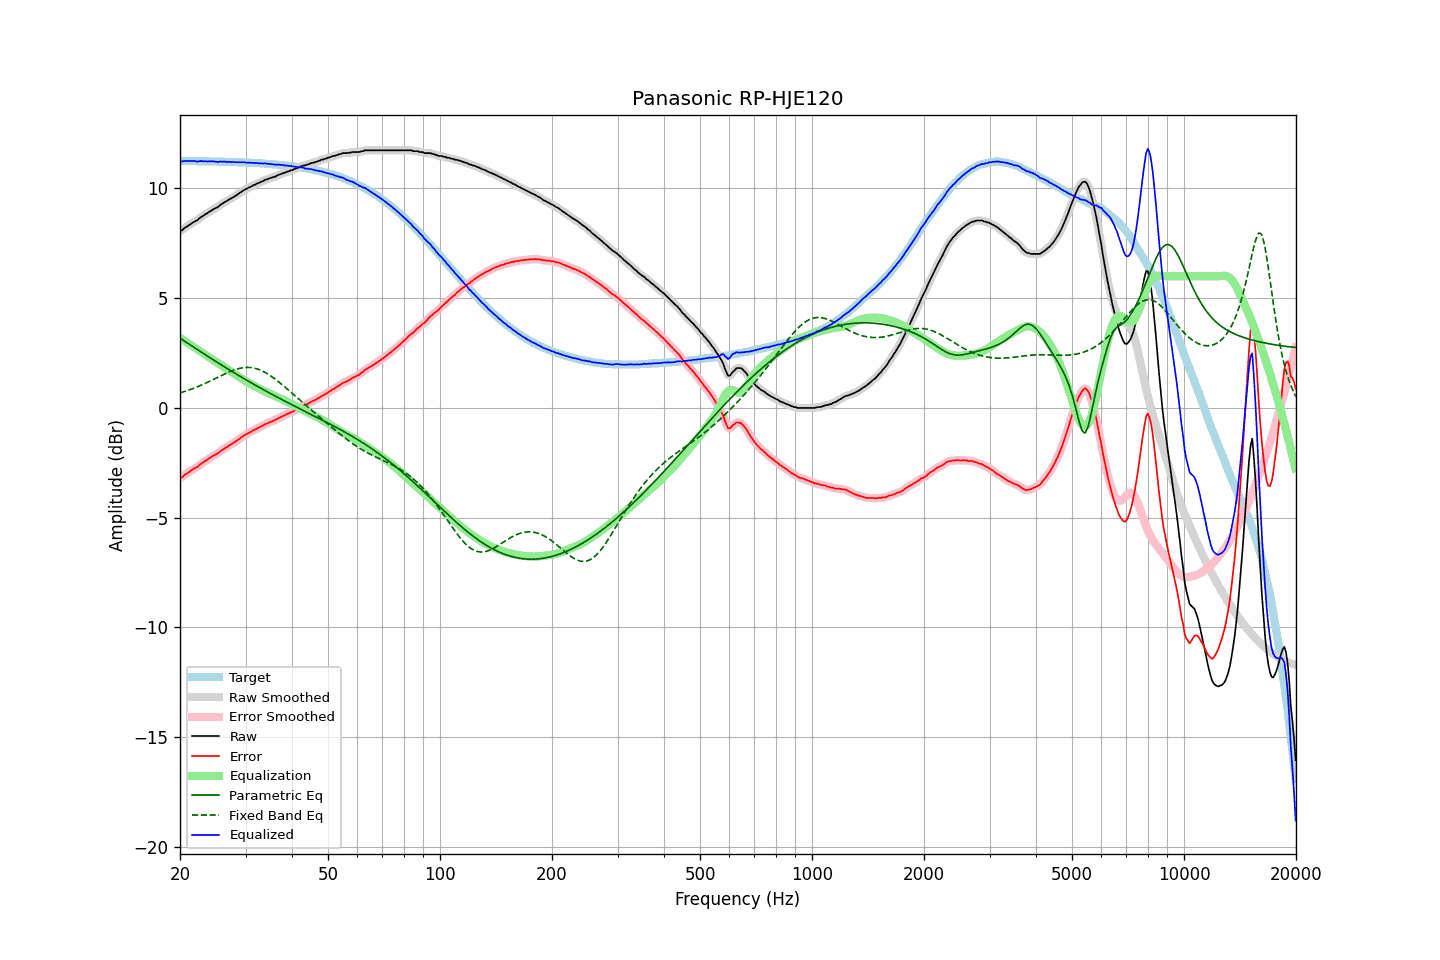 Panasonic RP-HJE120
Amplitude (dBr)
10
5
0
−5
−10
−15
−20
Target
Raw Smoothed
Error Smoothed
Raw
Error
Equalization
Parametric Eq
Fixed Band Eq
Equalized
20 50 100 200 500 1000 2000 5000 10000 20000
Frequency (Hz)